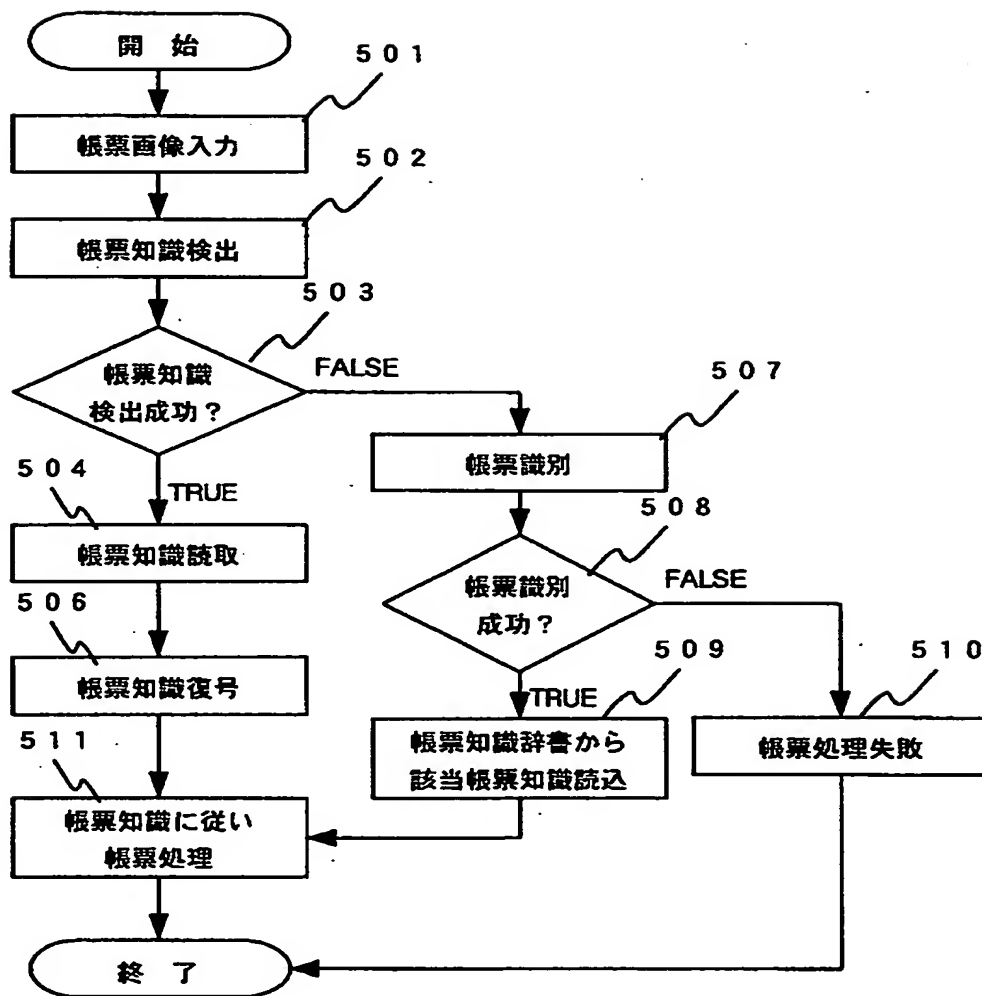 開 始
501
帳票画像入力
502
帳票知識検出
503
帳票知識
検出成功？
FALSE
507
帳票識別
504
TRUE
帳票知識読取
508
帳票識別
成功？
FALSE
506
帳票知識復号
509
TRUE
帳票知識辞書から
該当帳票知識読込
510
帳票処理失敗
511
帳票知識に従い
帳票処理
終 了